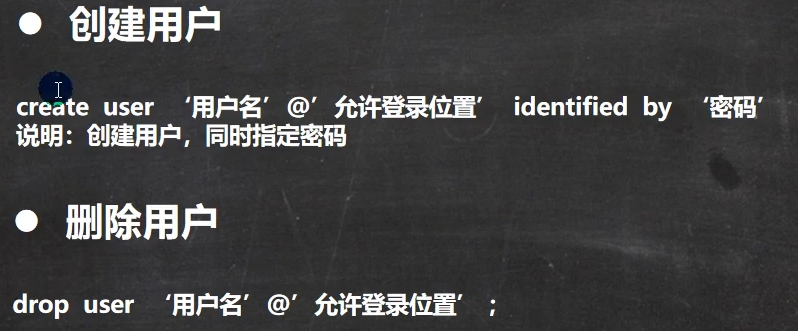 ● 创建用户
create user ‘用户名’@’允许登录位置’ identified by ‘密码’
说明：创建用户，同时指定密码
● 删除用户
drop user ‘用户名’@’允许登录位置’ ；